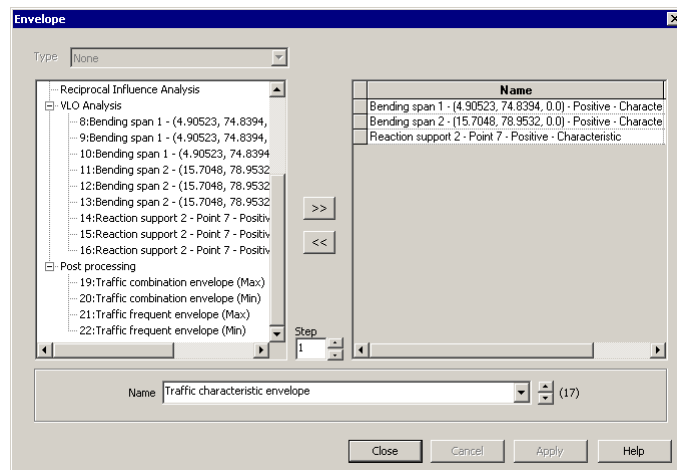 Envelope
Type None
Reciprocal Influence Analysis
VLO Analysis
8:Bending span 1 - (4.90523, 74.8394,
9:Bending span 1 - (4.90523, 74.8394,
10:Bending span 1 - (4.90523, 74.8394
11:Bending span 2 - (15.7048, 78.9532
12:Bending span 2 - (15.7048, 78.9532
13:Bending span 2 - (15.7048, 78.9532
14:Reaction support 2 - Point 7 - Positiv
15:Reaction support 2 - Point 7 - Positiv
16:Reaction support 2 - Point 7 - Positiv
Post processing
19:Traffic combination envelope (Max)
20:Traffic combination envelope (Min)
21:Traffic frequent envelope (Max)
22:Traffic frequent envelope (Min)
>>
<<
Step
1
Name
Bending span 1 - (4.90523, 74.8394, 0.0) - Positive - Characte
Bending span 2 - (15.7048, 78.9532, 0.0) - Positive - Characte
Reaction support 2 - Point 7 - Positive - Characteristic
Name Traffic characteristic envelope (17)
Close Cancel Apply Help